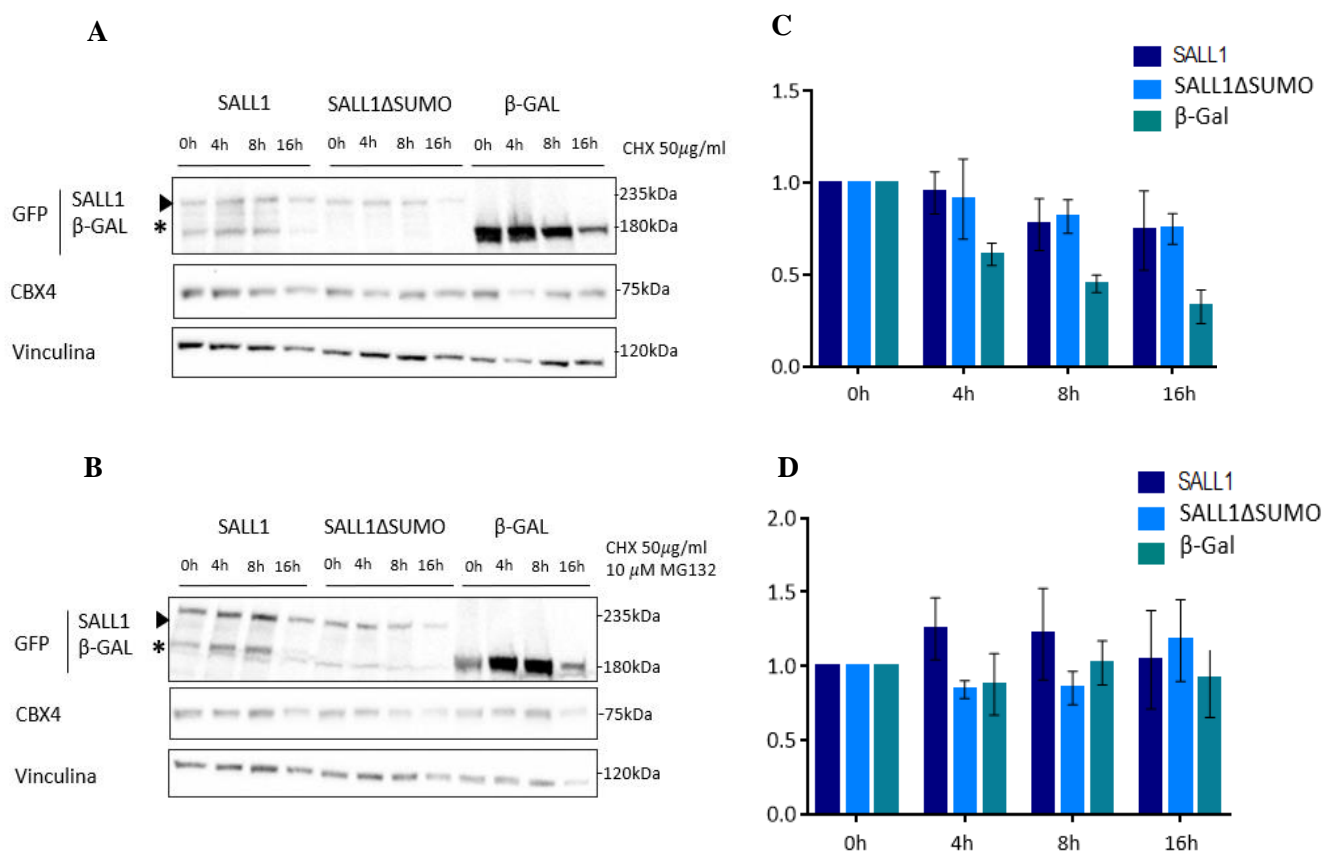 A
SALL1 SALL1ΔSUMO β-GAL
0h 4h 8h 16h 0h 4h 8h 16h 0h 4h 8h 16h CHX 50µg/ml
GFP SALL1 235kDa
β-GAL * 180kDa
CBX4 75kDa
Vinculina 120kDa
C
SALL1
SALL1ΔSUMO
β-Gal
1.5
1.0
0.5
0.0
0h 4h 8h 16h
B
SALL1 SALL1ΔSUMO β-GAL
CHX 50µg/ml
0h 4h 8h 16h 0h 4h 8h 16h 0h 4h 8h 16h 10 µM MG132
GFP SALL1 235kDa
β-GAL * 180kDa
CBX4 75kDa
Vinculina 120kDa
D
SALL1
SALL1ΔSUMO
β-Gal
2.0
1.5
1.0
0.5
0.0
0h 4h 8h 16h